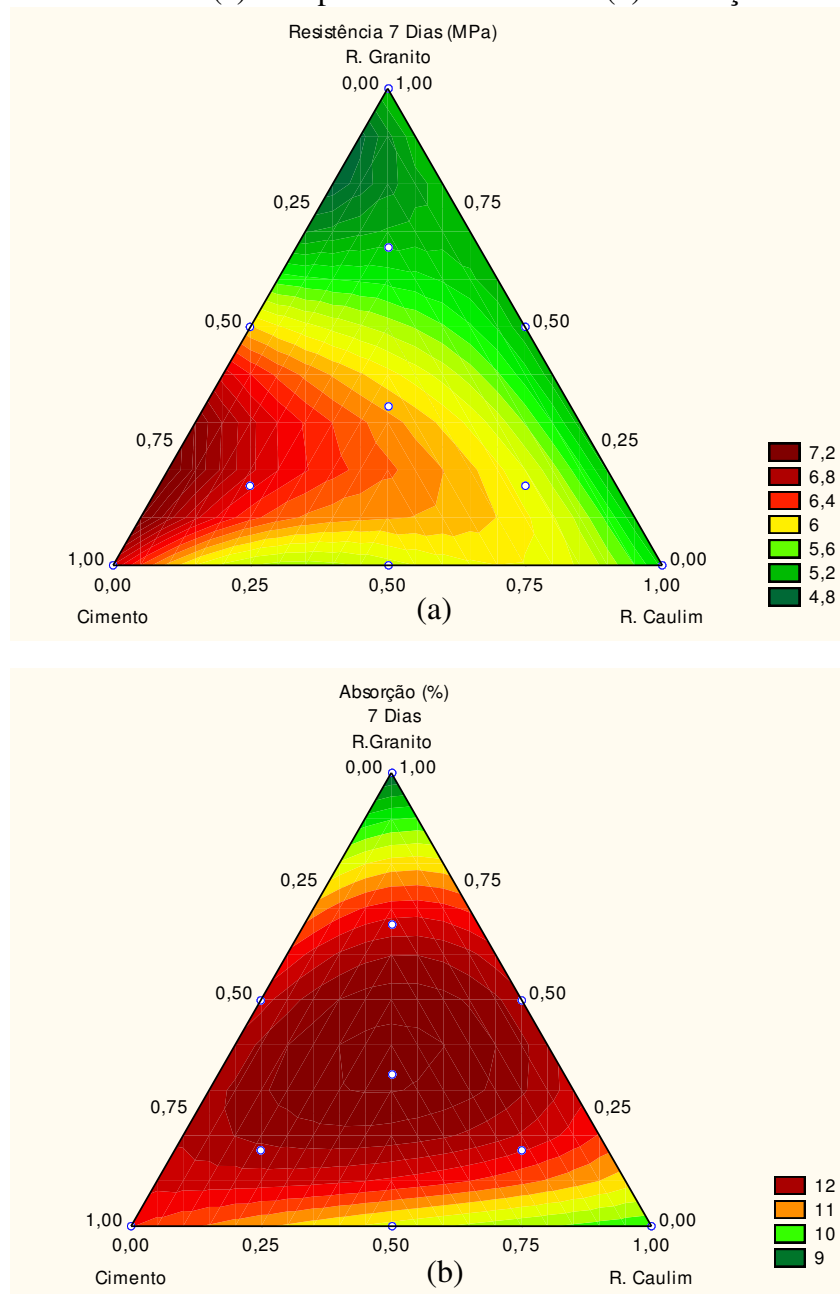 Resistência 7 Dias (MPa)
R. Granito
0,00 1,00
0,25 0,75
0,50 0,50
0,75 0,25
1,00 0,00
0,00 0,25 0,50 0,75 1,00
Cimento (a) R. Caulim
7,2
6,8
6,4
6
5,6
5,2
4,8
Absorção (%)
7 Dias
R.Granito
0,00 1,00
0,25 0,75
0,50 0,50
0,75 0,25
1,00 0,00
0,00 0,25 0,50 0,75 1,00
Cimento (b) R. Caulim
12
11
10
9